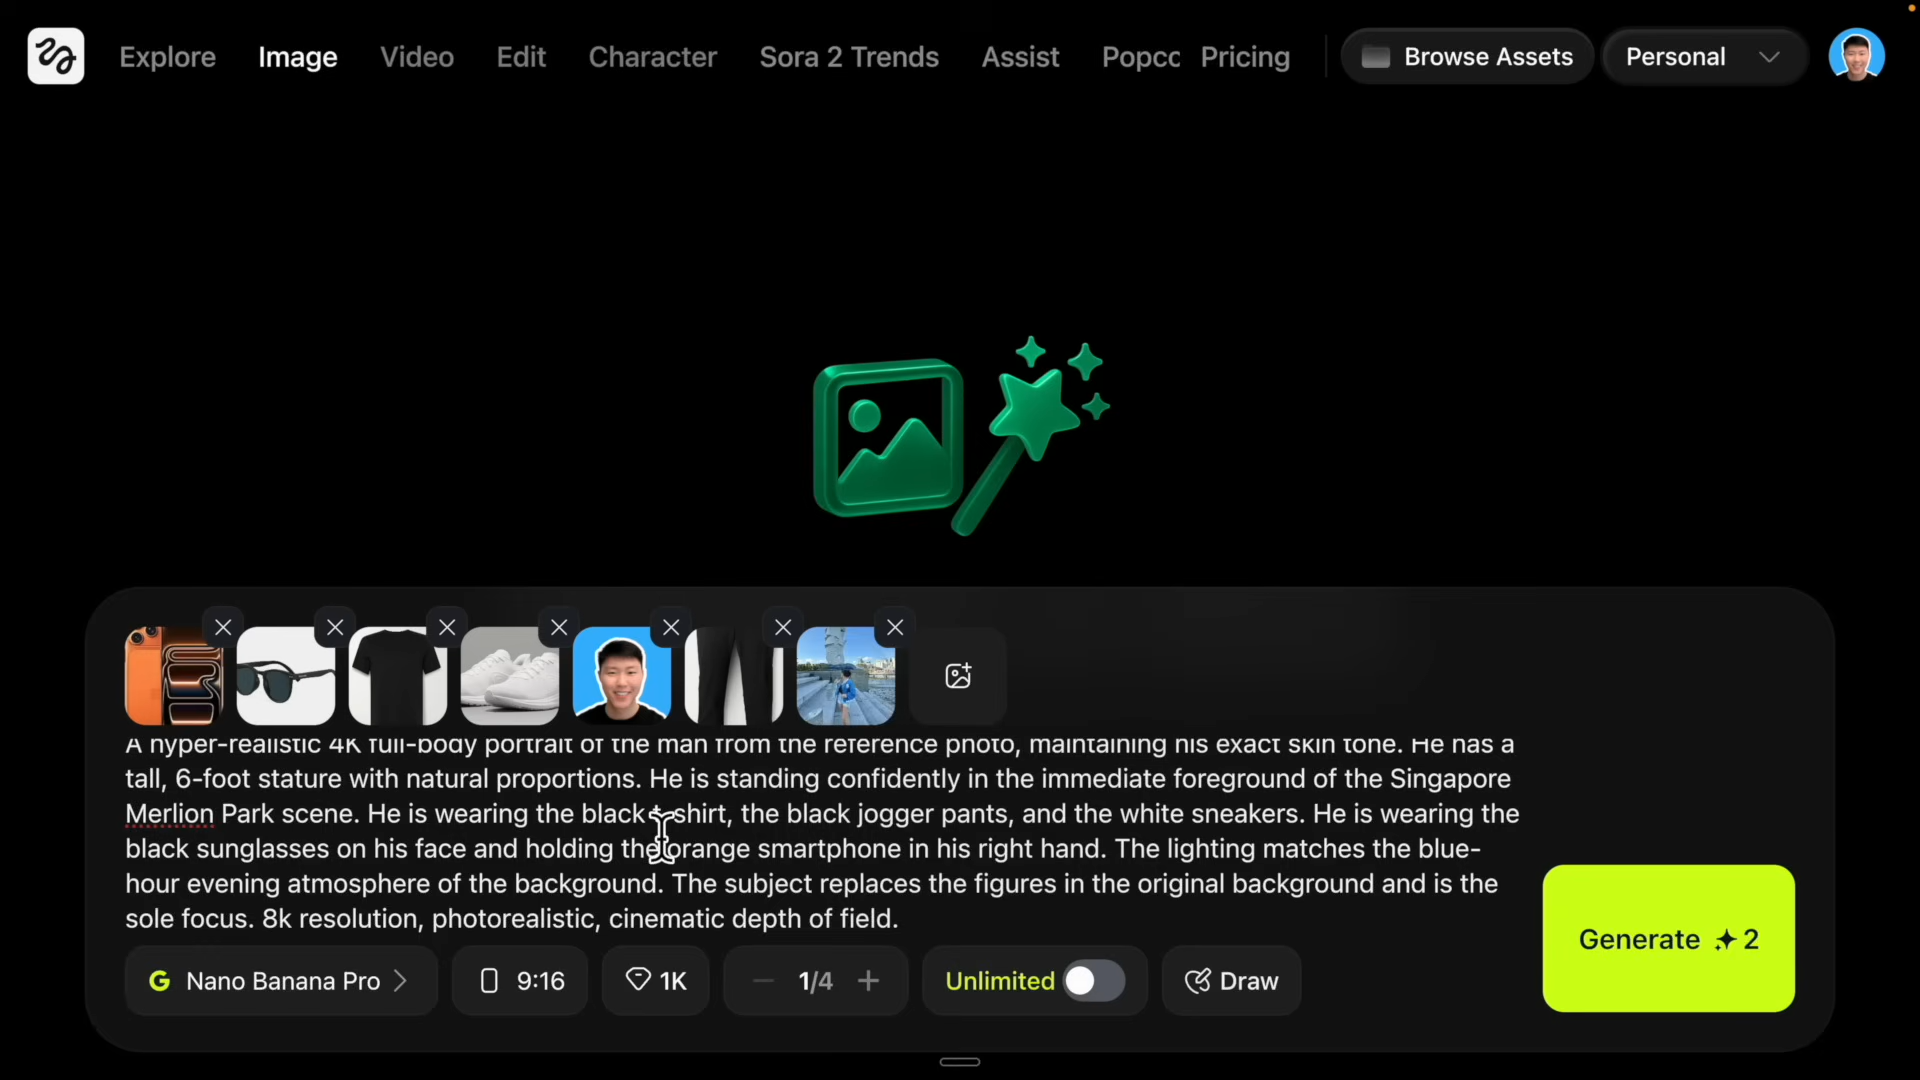 Explore Image Video Edit Character Sora 2 Trends Assist Popcc Pricing Browse Assets Personal
A hyper-realistic 4K full-body portrait of the man from the reference photo, maintaining his exact skin tone. He has a
tall, 6-foot stature with natural proportions. He is standing confidently in the immediate foreground of the Singapore
Merlion Park scene. He is wearing the black t-shirt, the black jogger pants, and the white sneakers. He is wearing the
black sunglasses on his face and holding the orange smartphone in his right hand. The lighting matches the blue-
hour evening atmosphere of the background. The subject replaces the figures in the original background and is the
sole focus. 8k resolution, photorealistic, cinematic depth of field.
Generate 2
G Nano Banana Pro 9:16 1K 1/4 Unlimited Draw